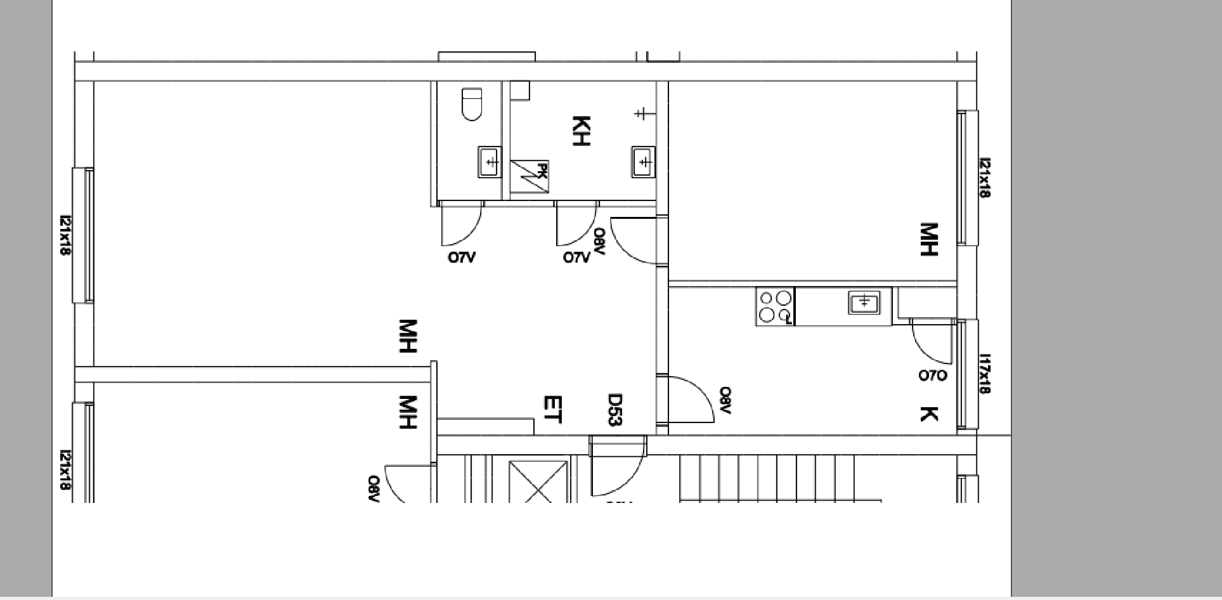 KH
PK
I21x18
I21x18
O8V
MH
O7V
O7V
MH
I17x18
O7O
O8V
MH
ET
D53
K
I21x18
O8V